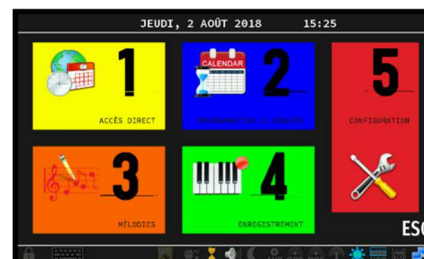 JEUDI, 2 AOÛT 2018 15:25
1
ACCÈS DIRECT
CALENDAR
2
5
CONFIGURATION
3
MÉLODIES
4
ENREGISTREMENT
ESC